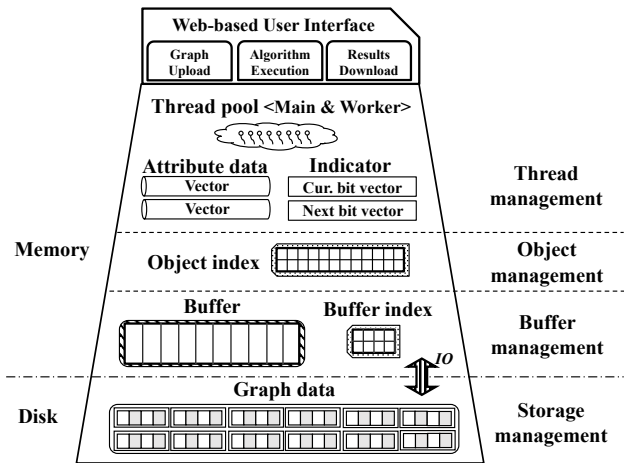 Web-based User Interface
Graph Upload
Algorithm Execution
Results Download
Thread pool <Main & Worker>
Attribute data
Indicator
Vector
Cur. bit vector
Vector
Next bit vector
Thread management
Memory
Object index
Object management
Buffer
Buffer index
Buffer management
IO
Graph data
Disk
Storage management